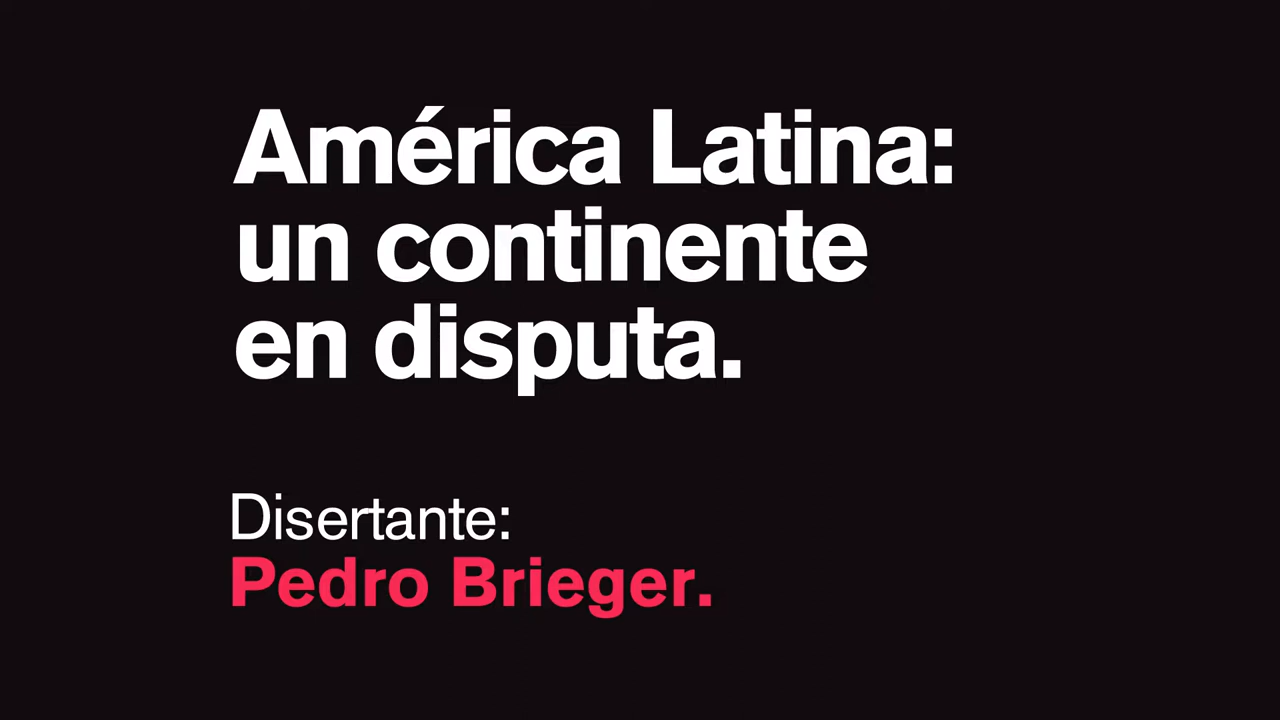 América Latina:
un continente
en disputa.
Disertante:
Pedro Brieger.